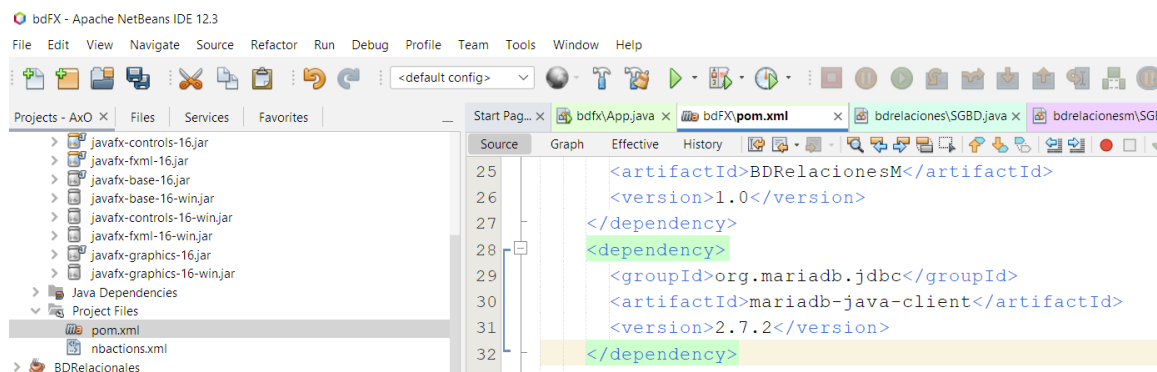 bdFX - Apache NetBeans IDE 12.3
File Edit View Navigate Source Refactor Run Debug Profile Team Tools Window Help
<default config>
Projects - AxO × Files Services Favorites
Start Pag... × bdfx\App.java × bdFX\pom.xml × bdrelaciones\SGBD.java × bdrelacionesm\SGB
Source Graph Effective History
javafx-controls-16.jar
javafx-fxml-16.jar
javafx-base-16.jar
javafx-base-16-win.jar
javafx-controls-16-win.jar
javafx-fxml-16-win.jar
javafx-graphics-16.jar
javafx-graphics-16-win.jar
Java Dependencies
Project Files
pom.xml
nbactions.xml
BDRelacionales
25 <artifactId>BDRelacionesM</artifactId>
26 <version>1.0</version>
27 </dependency>
28 <dependency>
29 <groupId>org.mariadb.jdbc</groupId>
30 <artifactId>mariadb-java-client</artifactId>
31 <version>2.7.2</version>
32 </dependency>